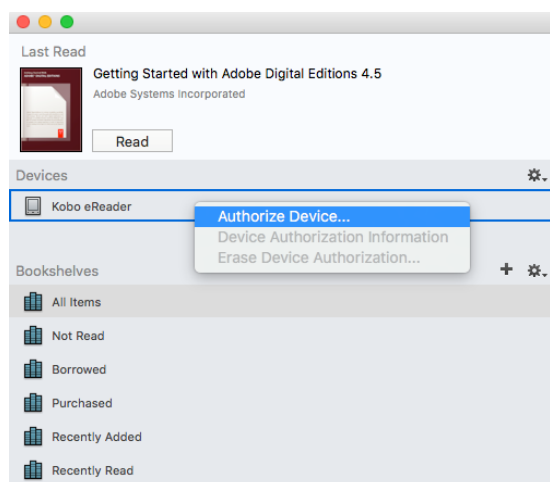 Last Read
Getting Started with Adobe Digital Editions 4.5
Adobe Systems Incorporated
Read
Devices
Kobo eReader
Authorize Device...
Device Authorization Information
Erase Device Authorization...
Bookshelves
All Items
Not Read
Borrowed
Purchased
Recently Added
Recently Read